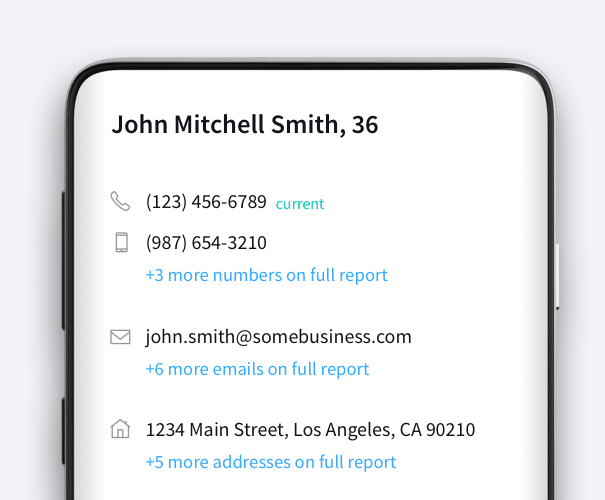 John Mitchell Smith, 36
(123) 456-6789 current
(987) 654-3210
+3 more numbers on full report
john.smith@somebusiness.com
+6 more emails on full report
1234 Main Street, Los Angeles, CA 90210
+5 more addresses on full report